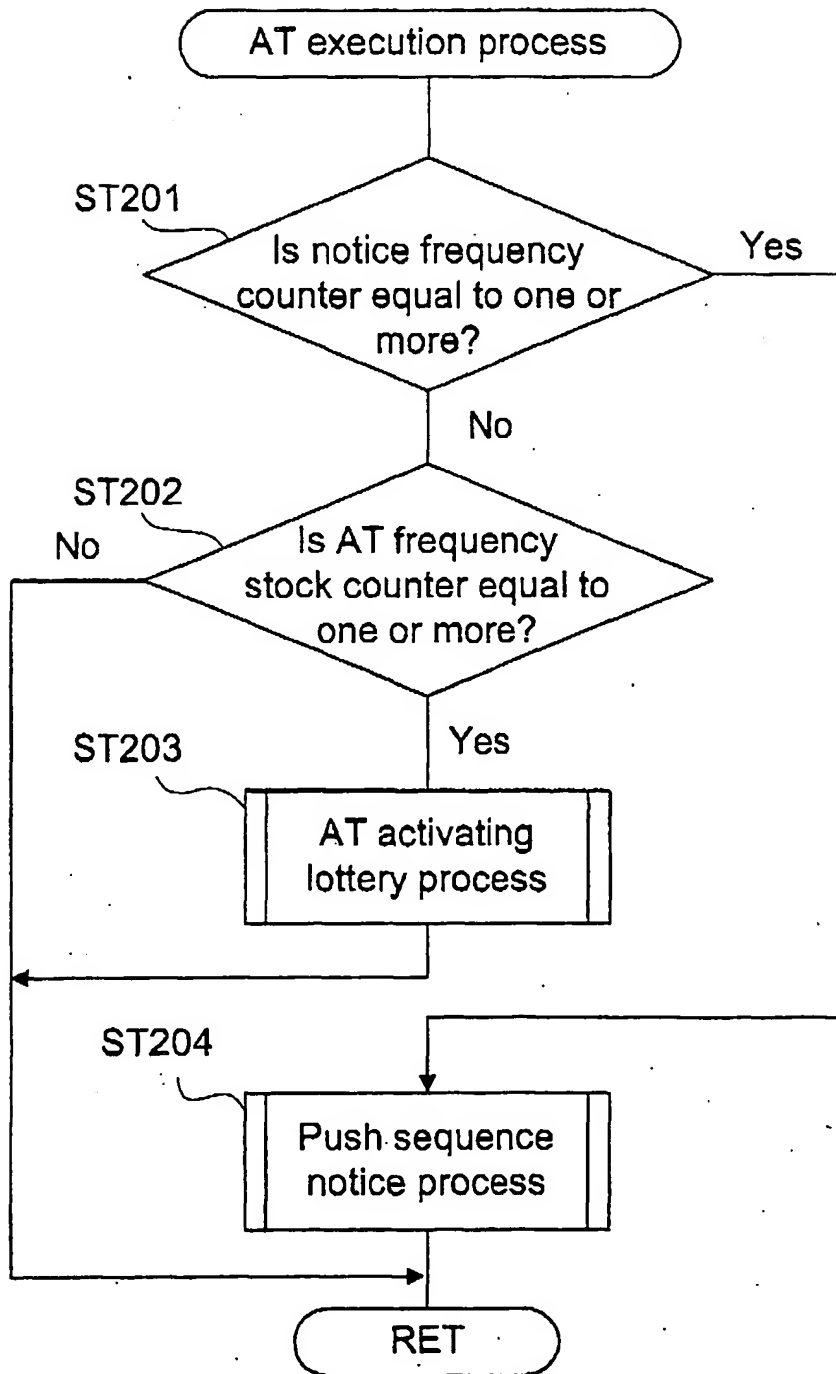 AT execution process
ST201
Is notice frequency
counter equal to one or
more?
Yes
No
ST202
No
Is AT frequency
stock counter equal to
one or more?
Yes
ST203
AT activating
lottery process
ST204
Push sequence
notice process
RET